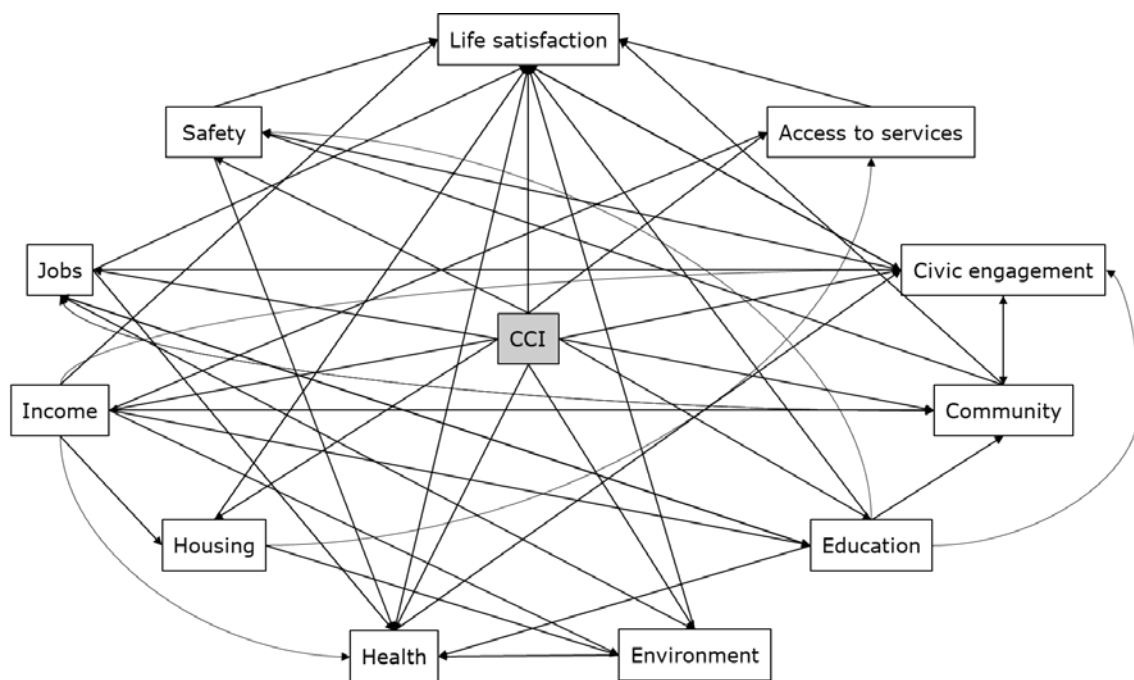 Life satisfaction
Safety
Access to services
Jobs
Civic engagement
CCI
Income
Community
Housing
Education
Health
Environment